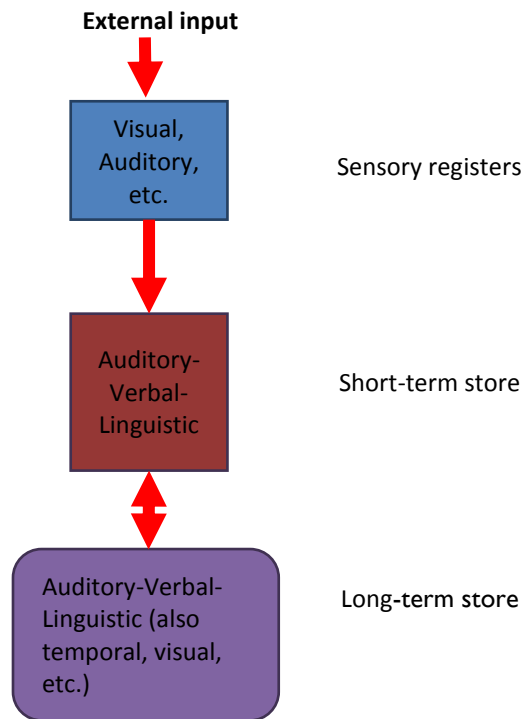 External input
Visual,
Auditory,
etc.
Sensory registers
Auditory-
Verbal-
Linguistic
Short-term store
Auditory-Verbal-
Linguistic (also
temporal, visual,
etc.)
Long-term store